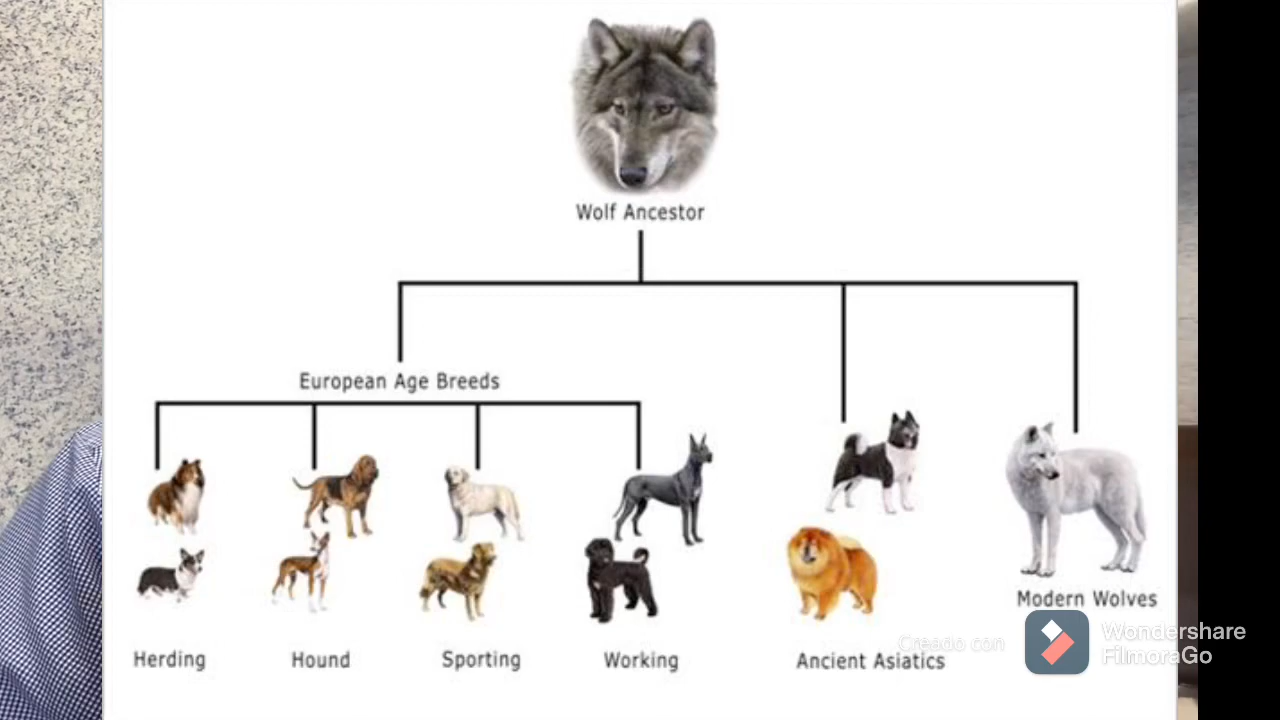 Wolf Ancestor
European Age Breeds
Modern Wolves
Herding
Hound
Sporting
Working
Ancient Asiatics
Creado con
Wondershare
FilmoraGo